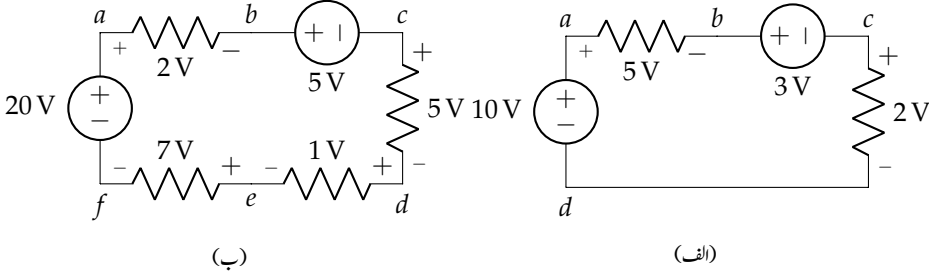 a b c a b c
+ 2 V − + − 5 V + 5 V −
20 V + −
− 7 V + − 1 V +
f e d
+ 5 V − + − 3 V + 2 V −
10 V + −
d
(ب) (الف)